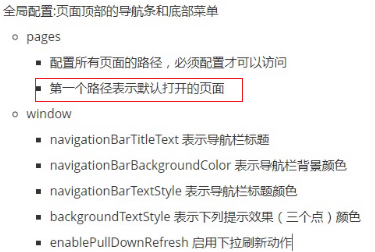 全局配置:页面顶部的导航条和底部菜单
pages
配置所有页面的路径，必须配置才可以访问
第一个路径表示默认打开的页面
window
navigationBarTitleText 表示导航栏标题
navigationBarBackgroundColor 表示导航栏背景颜色
navigationBarTextStyle 表示导航栏标题颜色
backgroundTextStyle 表示下列提示效果（三个点）颜色
enablePullDownRefresh 启用下拉刷新动作